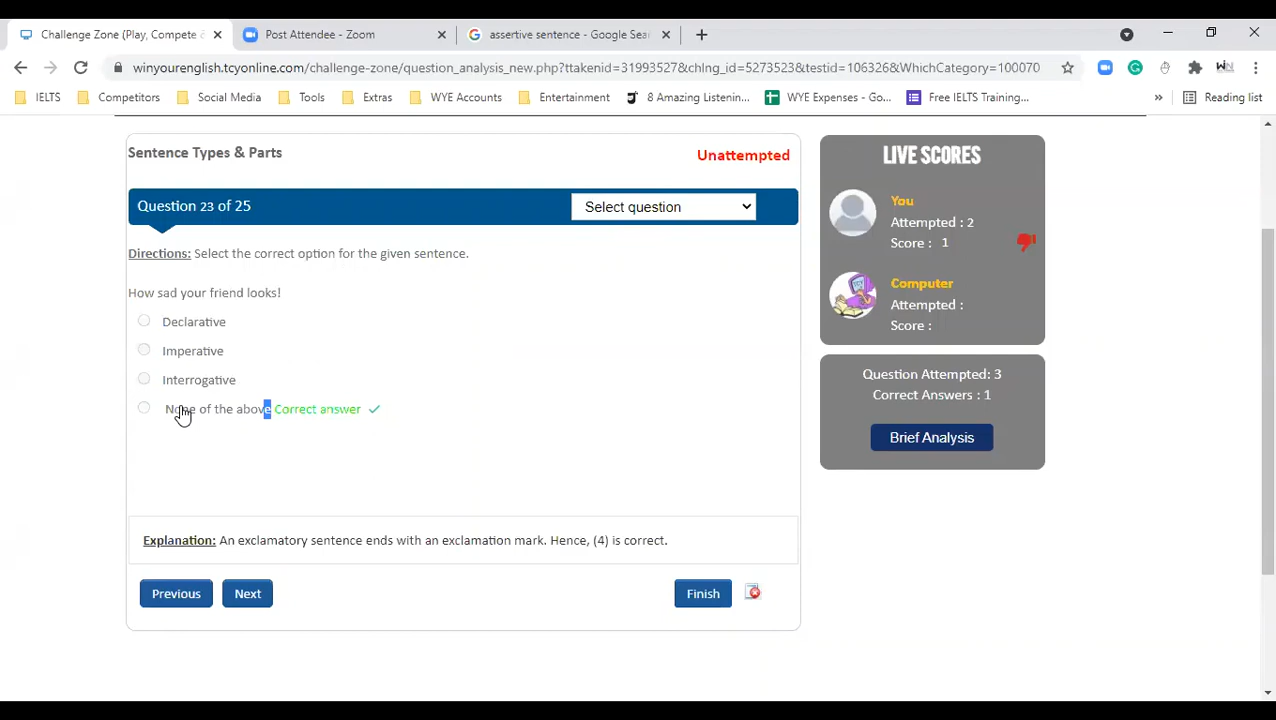 Challenge Zone (Play, Compete &
Post Attendee - Zoom
assertive sentence - Google Sea
winyourenglish.tcyonline.com/challenge-zone/question_analysis_new.php?ttakenid=31993527&chlng_id=5273523&testid=106326&WhichCategory=100070
IELTS
Competitors
Social Media
Tools
Extras
WYE Accounts
Entertainment
8 Amazing Listenin...
WYE Expenses - Go...
Free IELTS Training...
»
Reading list
Sentence Types & Parts
Unattempted
Question 23 of 25
Select question
Directions: Select the correct option for the given sentence.
How sad your friend looks!
Declarative
Imperative
Interrogative
None of the above Correct answer
Explanation: An exclamatory sentence ends with an exclamation mark. Hence, (4) is correct.
Previous
Next
Finish
LIVE SCORES
You
Attempted : 2
Score : 1
Computer
Attempted :
Score :
Question Attempted: 3
Correct Answers : 1
Brief Analysis